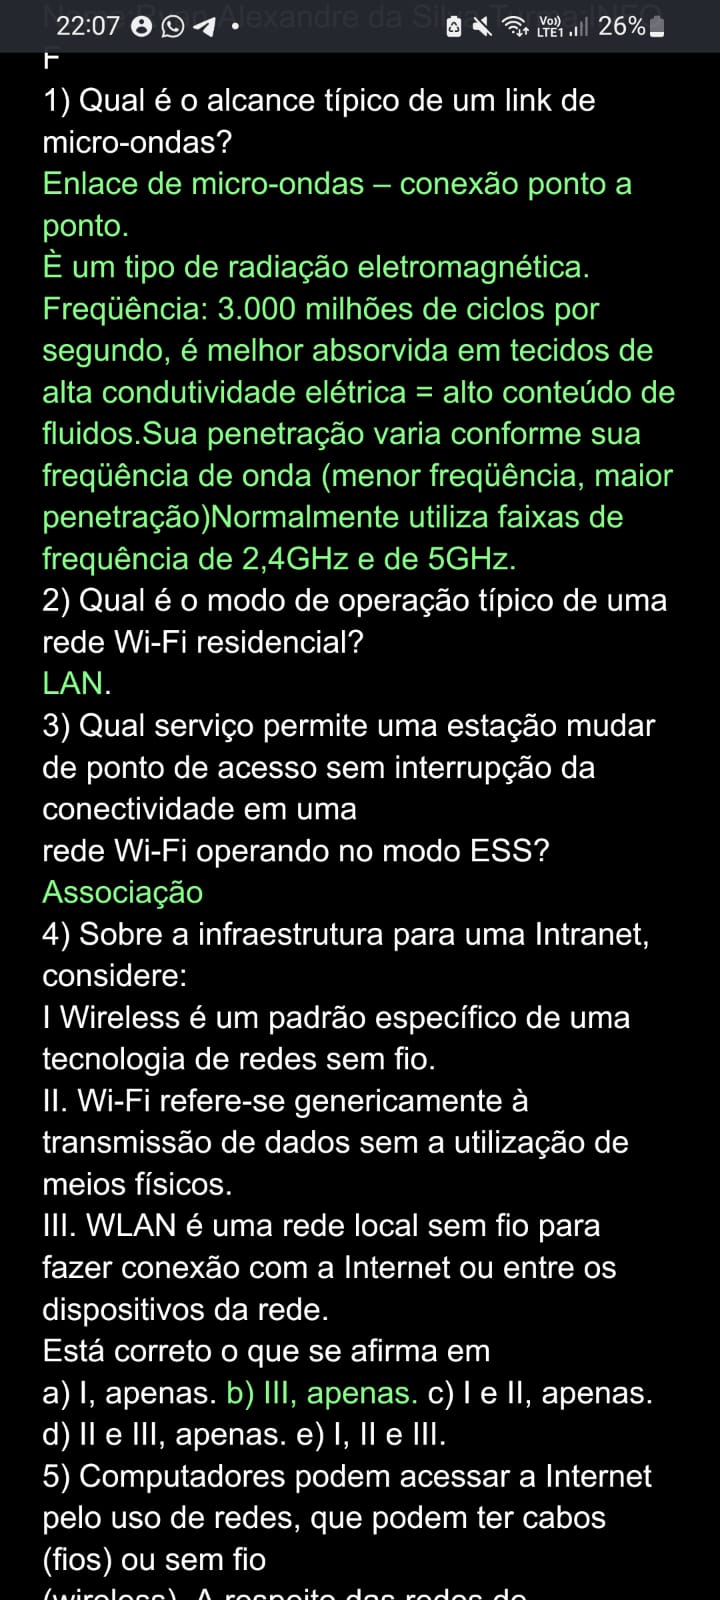 Alexandre da Silva Turma:INFO
22:07
Vo))
LTE1
26%
F
1) Qual é o alcance típico de um link de
micro-ondas?
Enlace de micro-ondas – conexão ponto a
ponto.
È um tipo de radiação eletromagnética.
Freqüência: 3.000 milhões de ciclos por
segundo, é melhor absorvida em tecidos de
alta condutividade elétrica = alto conteúdo de
fluidos.Sua penetração varia conforme sua
freqüência de onda (menor freqüência, maior
penetração)Normalmente utiliza faixas de
frequência de 2,4GHz e de 5GHz.
2) Qual é o modo de operação típico de uma
rede Wi-Fi residencial?
LAN.
3) Qual serviço permite uma estação mudar
de ponto de acesso sem interrupção da
conectividade em uma
rede Wi-Fi operando no modo ESS?
Associação
4) Sobre a infraestrutura para uma Intranet,
considere:
I Wireless é um padrão específico de uma
tecnologia de redes sem fio.
II. Wi-Fi refere-se genericamente à
transmissão de dados sem a utilização de
meios físicos.
III. WLAN é uma rede local sem fio para
fazer conexão com a Internet ou entre os
dispositivos da rede.
Está correto o que se afirma em
a) I, apenas. b) III, apenas. c) I e II, apenas.
d) II e III, apenas. e) I, II e III.
5) Computadores podem acessar a Internet
pelo uso de redes, que podem ter cabos
(fios) ou sem fio
(wireless). A respeito das redes de